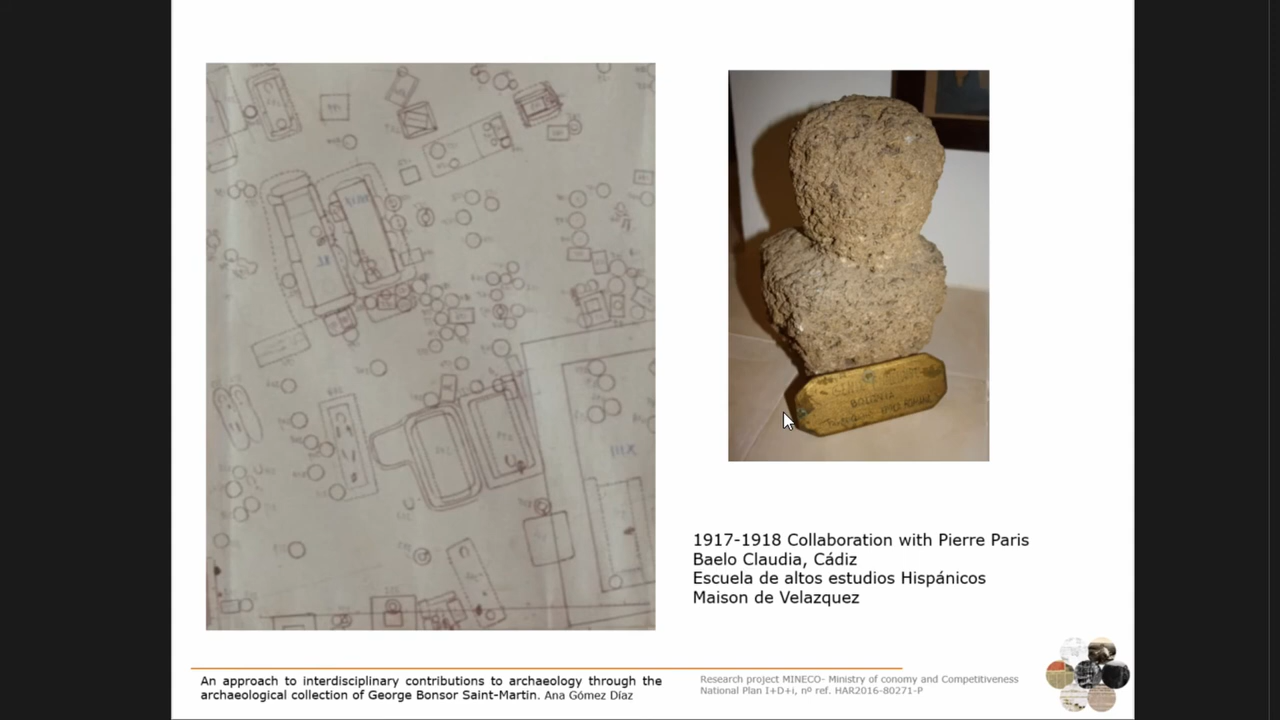 BOLONIA
1917-1918 Collaboration with Pierre Paris
Baelo Claudia, Cádiz
Escuela de altos estudios Hispánicos
Maison de Velazquez
An approach to interdisciplinary contributions to archaeology through the
archaeological collection of George Bonsor Saint-Martin. Ana Gómez Díaz
Research project MINECO- Ministry of conomy and Competitiveness
National Plan I+D+i, nº ref. HAR2016-80271-P